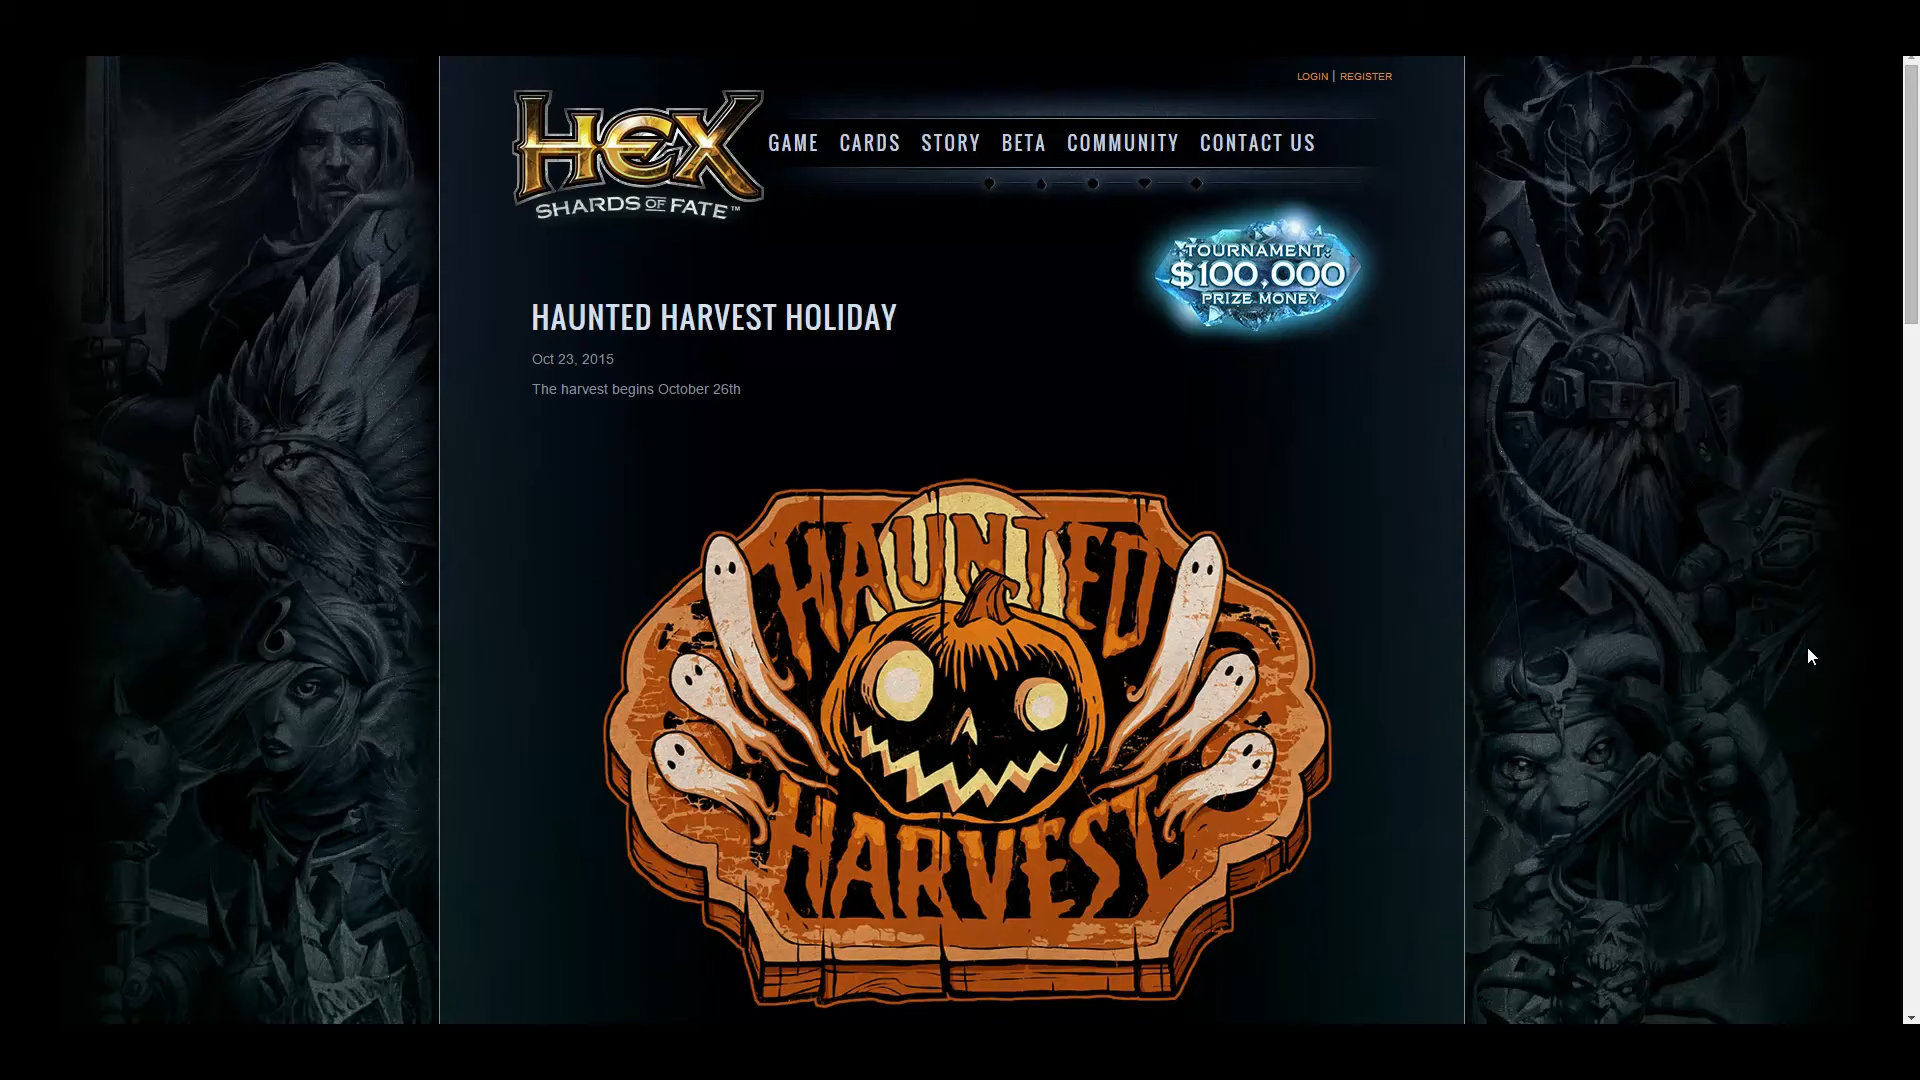 LOGIN | REGISTER
HEX
SHARDS OF FATE™
GAME CARDS STORY BETA COMMUNITY CONTACT US
TOURNAMENT:
$100,000
PRIZE MONEY
HAUNTED HARVEST HOLIDAY
Oct 23, 2015
The harvest begins October 26th
HAUNTED
HARVEST